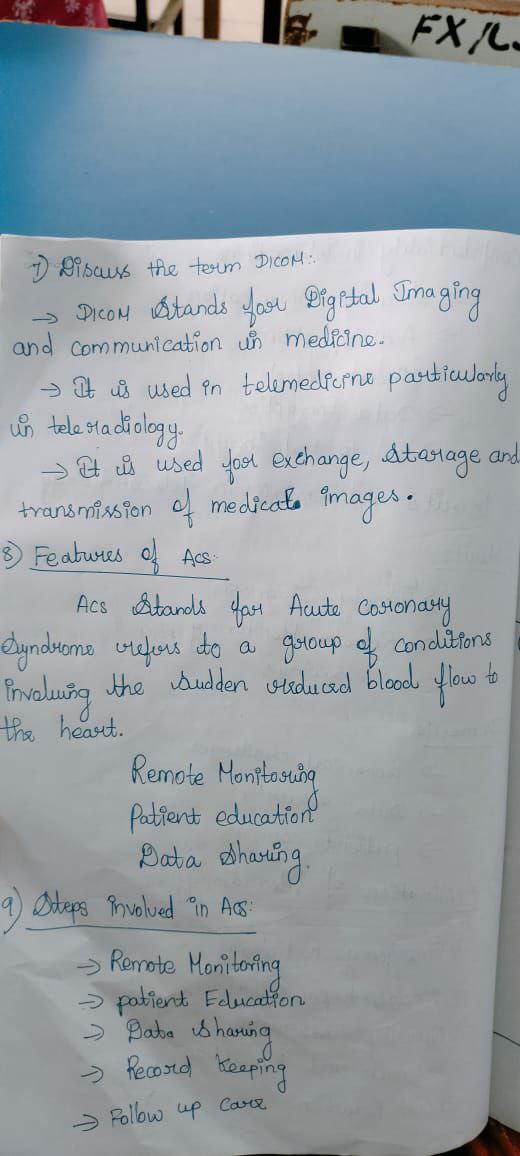 FX/L
7) Discuss the term DICOM:.
→ DICOM Stands for Digital Imaging
and communication in medicine.
→ It is used in telemedicine particularly
in teleradiology.
→ It is used for exchange, storage and
transmission of medical images.
8) Features of ACS:
ACS Stands for Acute Coronary
Syndrome refers to a group of conditions
involving the sudden reduced blood flow to
the heart.
Remote Monitoring
Patient education
Data Sharing.
9) Steps involved in ACS:
→ Remote Monitoring
→ patient Education
→ Data sharing
→ Record keeping
→ Follow up care